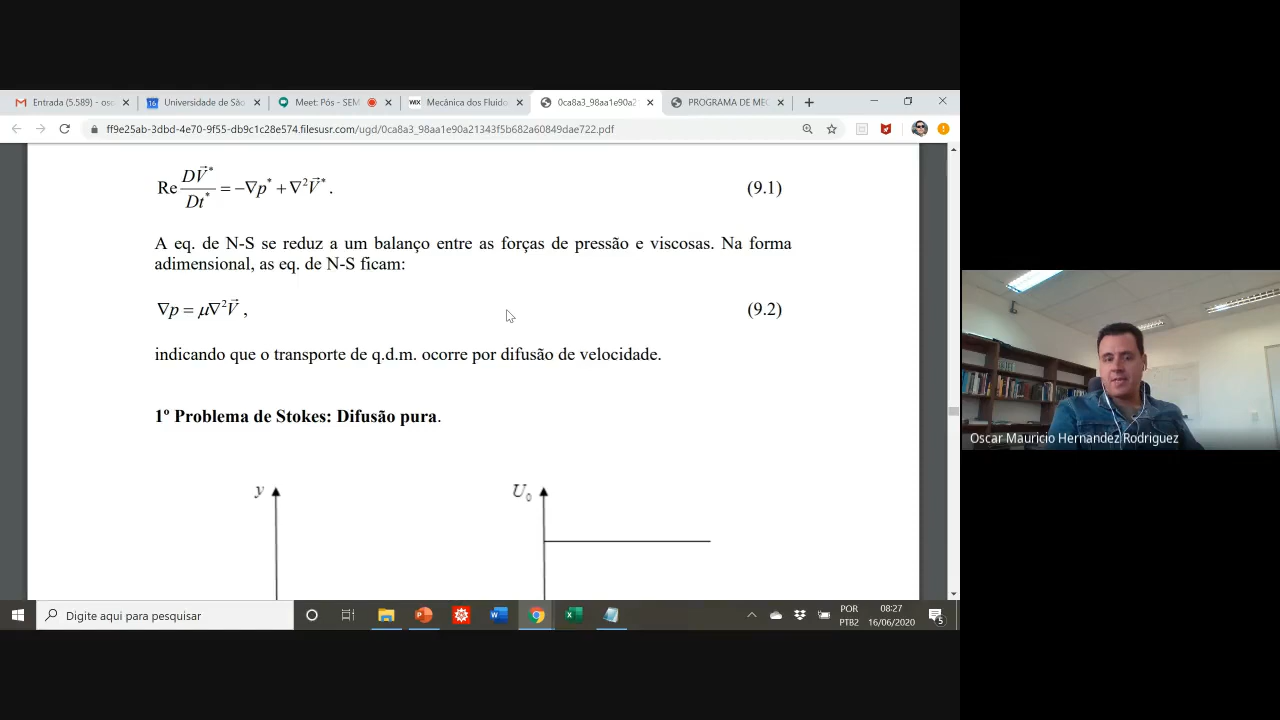 Entrada (5.589) - os
Universidade de São
Meet: Pós - SEM
WIX
Mecânica dos Fluido
0ca8a3_98aa1e90a2
PROGRAMA DE ME
ff9e25ab-3dbd-4e70-9f55-db9c1c28e574.filesusr.com/ugd/0ca8a3_98aa1e90a21343f5b682a60849dae722.pdf
Re DV⃗*/Dt* = −∇p* + ∇²V⃗*. (9.1)
A eq. de N-S se reduz a um balanço entre as forças de pressão e viscosas. Na forma
adimensional, as eq. de N-S ficam:
∇p = μ∇²V⃗, (9.2)
indicando que o transporte de q.d.m. ocorre por difusão de velocidade.
1º Problema de Stokes: Difusão pura.
y
U₀
Oscar Mauricio Hernandez Rodriguez
Digite aqui para pesquisar
POR
PTB2
08:27
16/06/2020
5